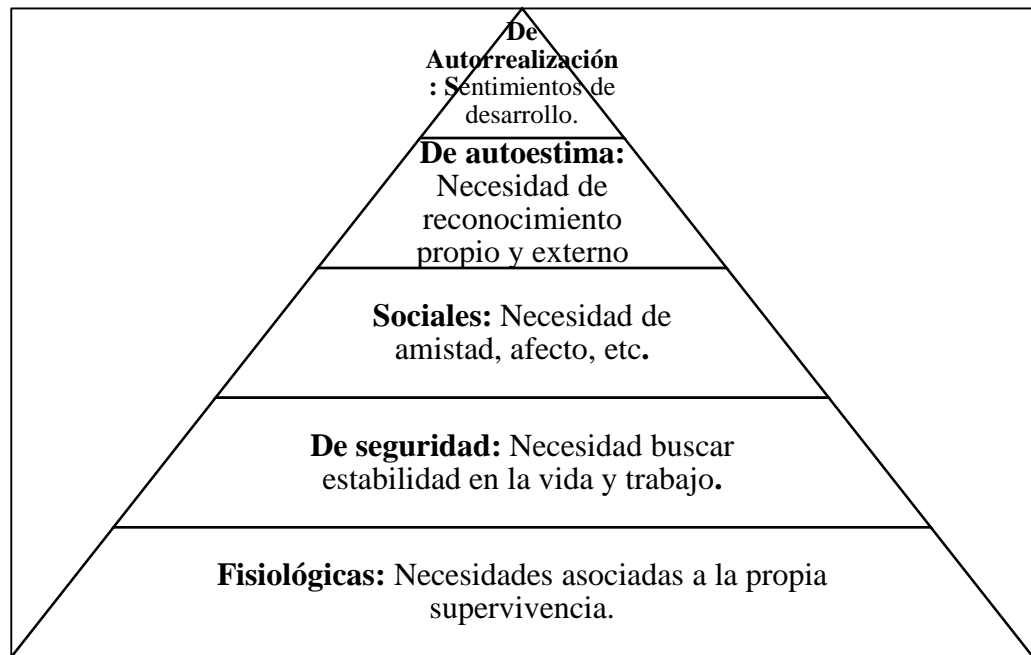 De
Autorrealización
: Sentimientos de
desarrollo.
De autoestima:
Necesidad de
reconocimiento
propio y externo
Sociales: Necesidad de
amistad, afecto, etc.
De seguridad: Necesidad buscar
estabilidad en la vida y trabajo.
Fisiológicas: Necesidades asociadas a la propia
supervivencia.